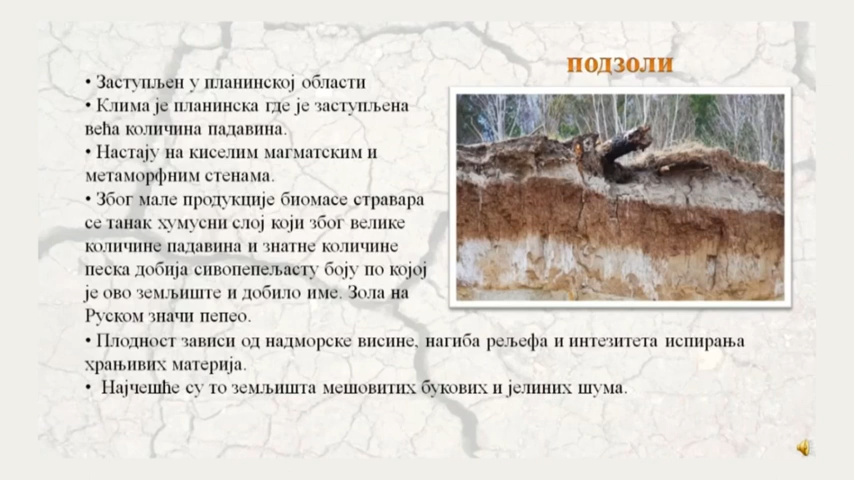 подзоли
• Заступљен у планинској области
• Клима је планинска где је заступљена
већа количина падавина.
• Настају на киселим магматским и
метаморфним стенама.
• Због мале продукције биомасе стравара
се танак хумусни слој који због велике
количине падавина и знатне количине
песка добија сивопепељасту боју по којој
је ово земљиште и добило име. Зола на
Руском значи пепео.
• Плодност зависи од надморске висине, нагиба рељефа и интезитета испирања
храњивих материја.
• Најчешће су то земљишта мешовитих букових и јелиних шума.